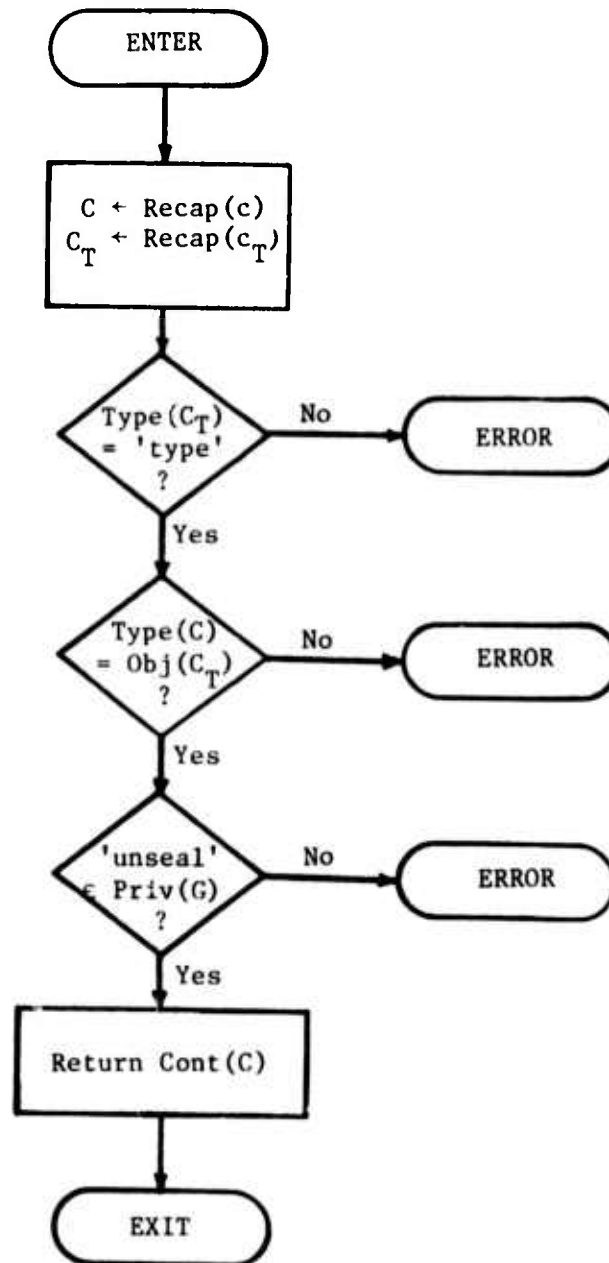 ENTER
C ← Recap(c)
C_T ← Recap(c_T)
Type(C_T)
= 'type'
?
No
ERROR
Yes
Type(C)
= Obj(C_T)
?
No
ERROR
Yes
'unseal'
ε Priv(G)
?
No
ERROR
Yes
Return Cont(C)
EXIT